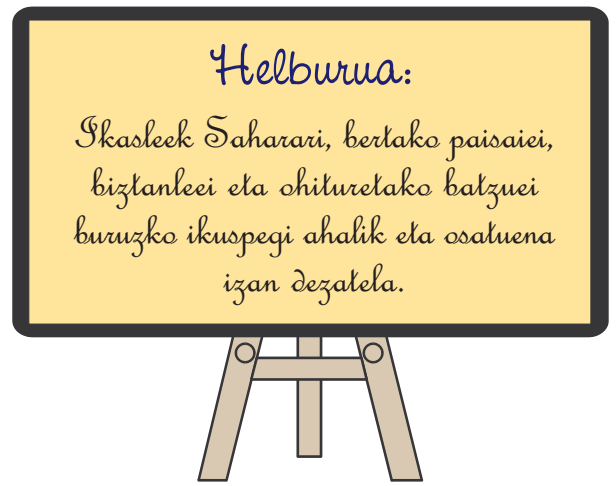 Helburua:
Ikasleek Saharari, bertako paisaiei,
biztanleei eta ohituretako batzuei
buruzko ikuspegi ahalik eta osatuena
izan dezatela.